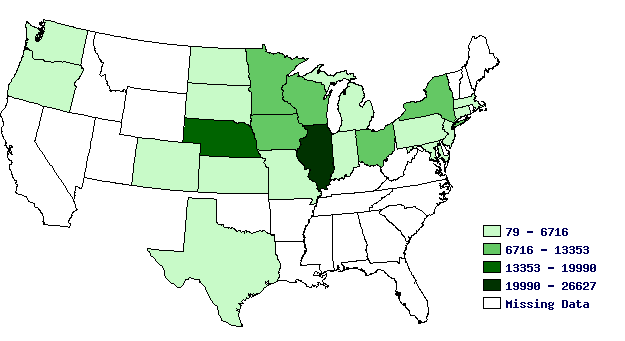 79 - 6716
6716 - 13353
13353 - 19990
19990 - 26627
Missing Data